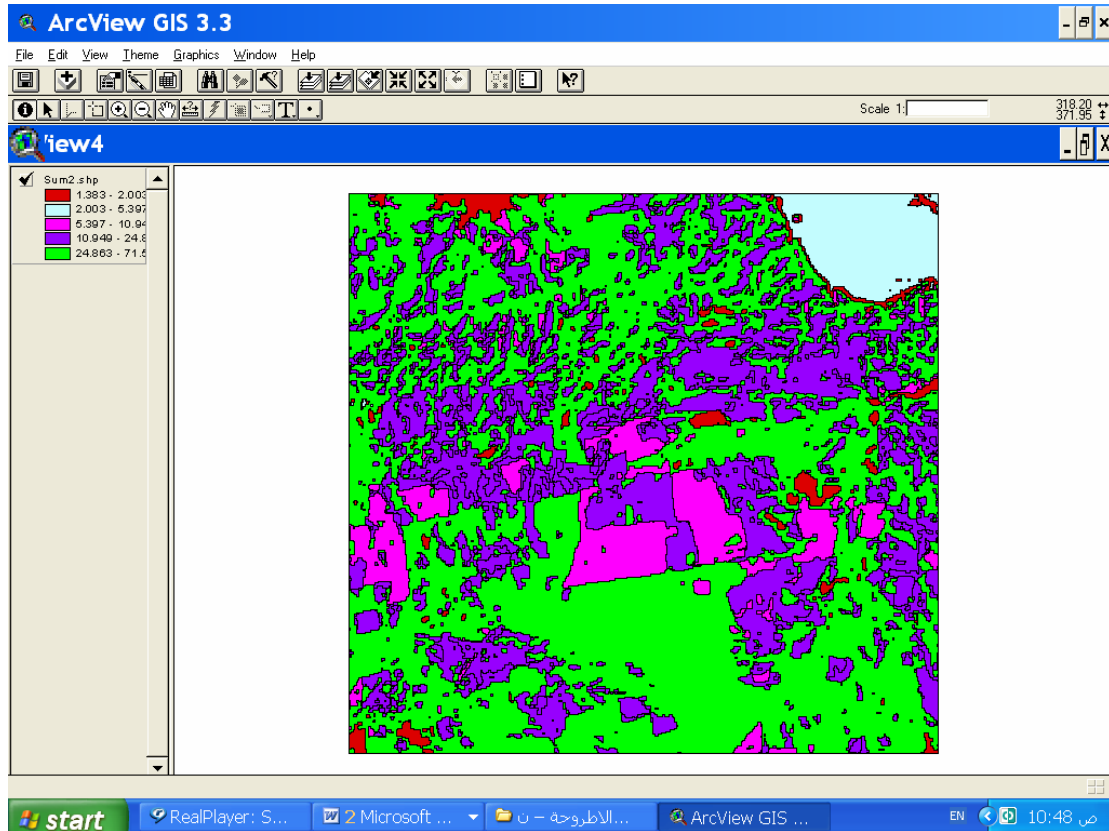 ArcView GIS 3.3
File Edit View Theme Graphics Window Help
Scale 1:
318.20
371.95
iew4
Sum2.shp
1.383 - 2.003
2.003 - 5.397
5.397 - 10.94
10.949 - 24.8
24.863 - 71.5
start
RealPlayer: S...
2 Microsoft ...
الاطروحة – ن...
ArcView GIS ...
EN
10:48 ص